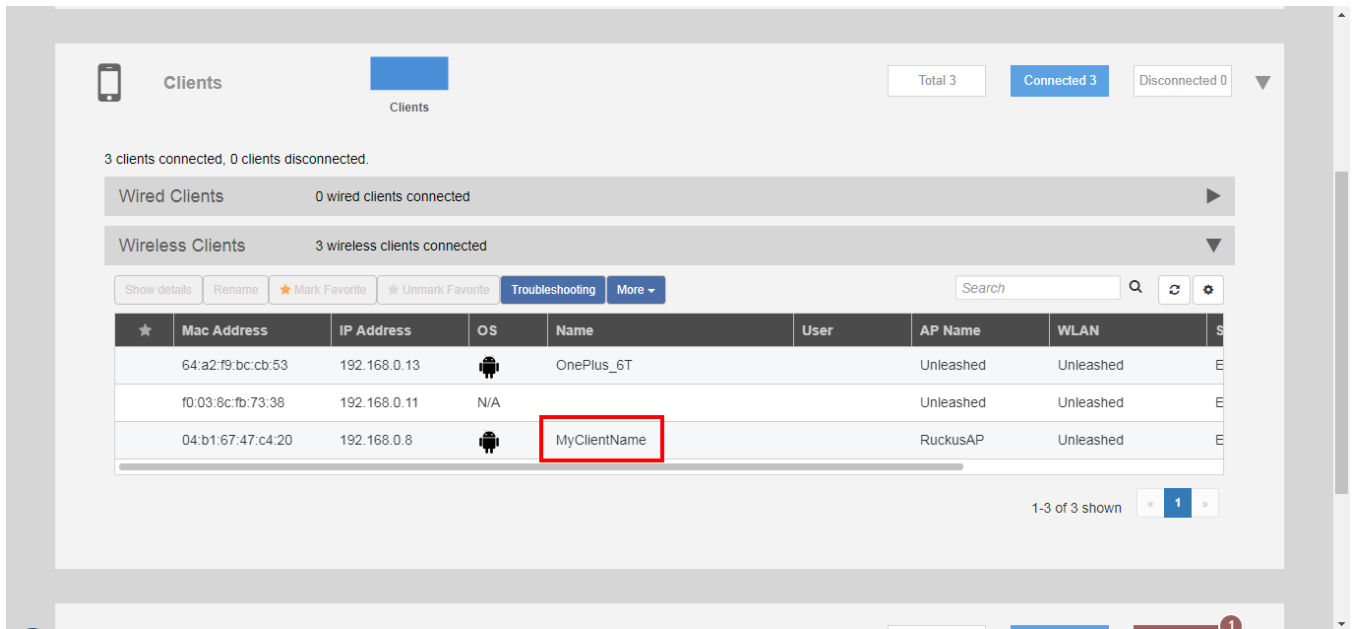 Clients
Clients
Total 3
Connected 3
Disconnected 0
3 clients connected, 0 clients disconnected.
Wired Clients 0 wired clients connected
Wireless Clients 3 wireless clients connected
Show details Rename Mark Favorite Unmark Favorite Troubleshooting More Search
Mac Address IP Address OS Name User AP Name WLAN S
64:a2:f9:bc:cb:53 192.168.0.13 OnePlus_6T Unleashed Unleashed E
f0:03:8c:fb:73:38 192.168.0.11 N/A Unleashed Unleashed E
04:b1:67:47:c4:20 192.168.0.8 MyClientName RuckusAP Unleashed E
1-3 of 3 shown « 1 »
1